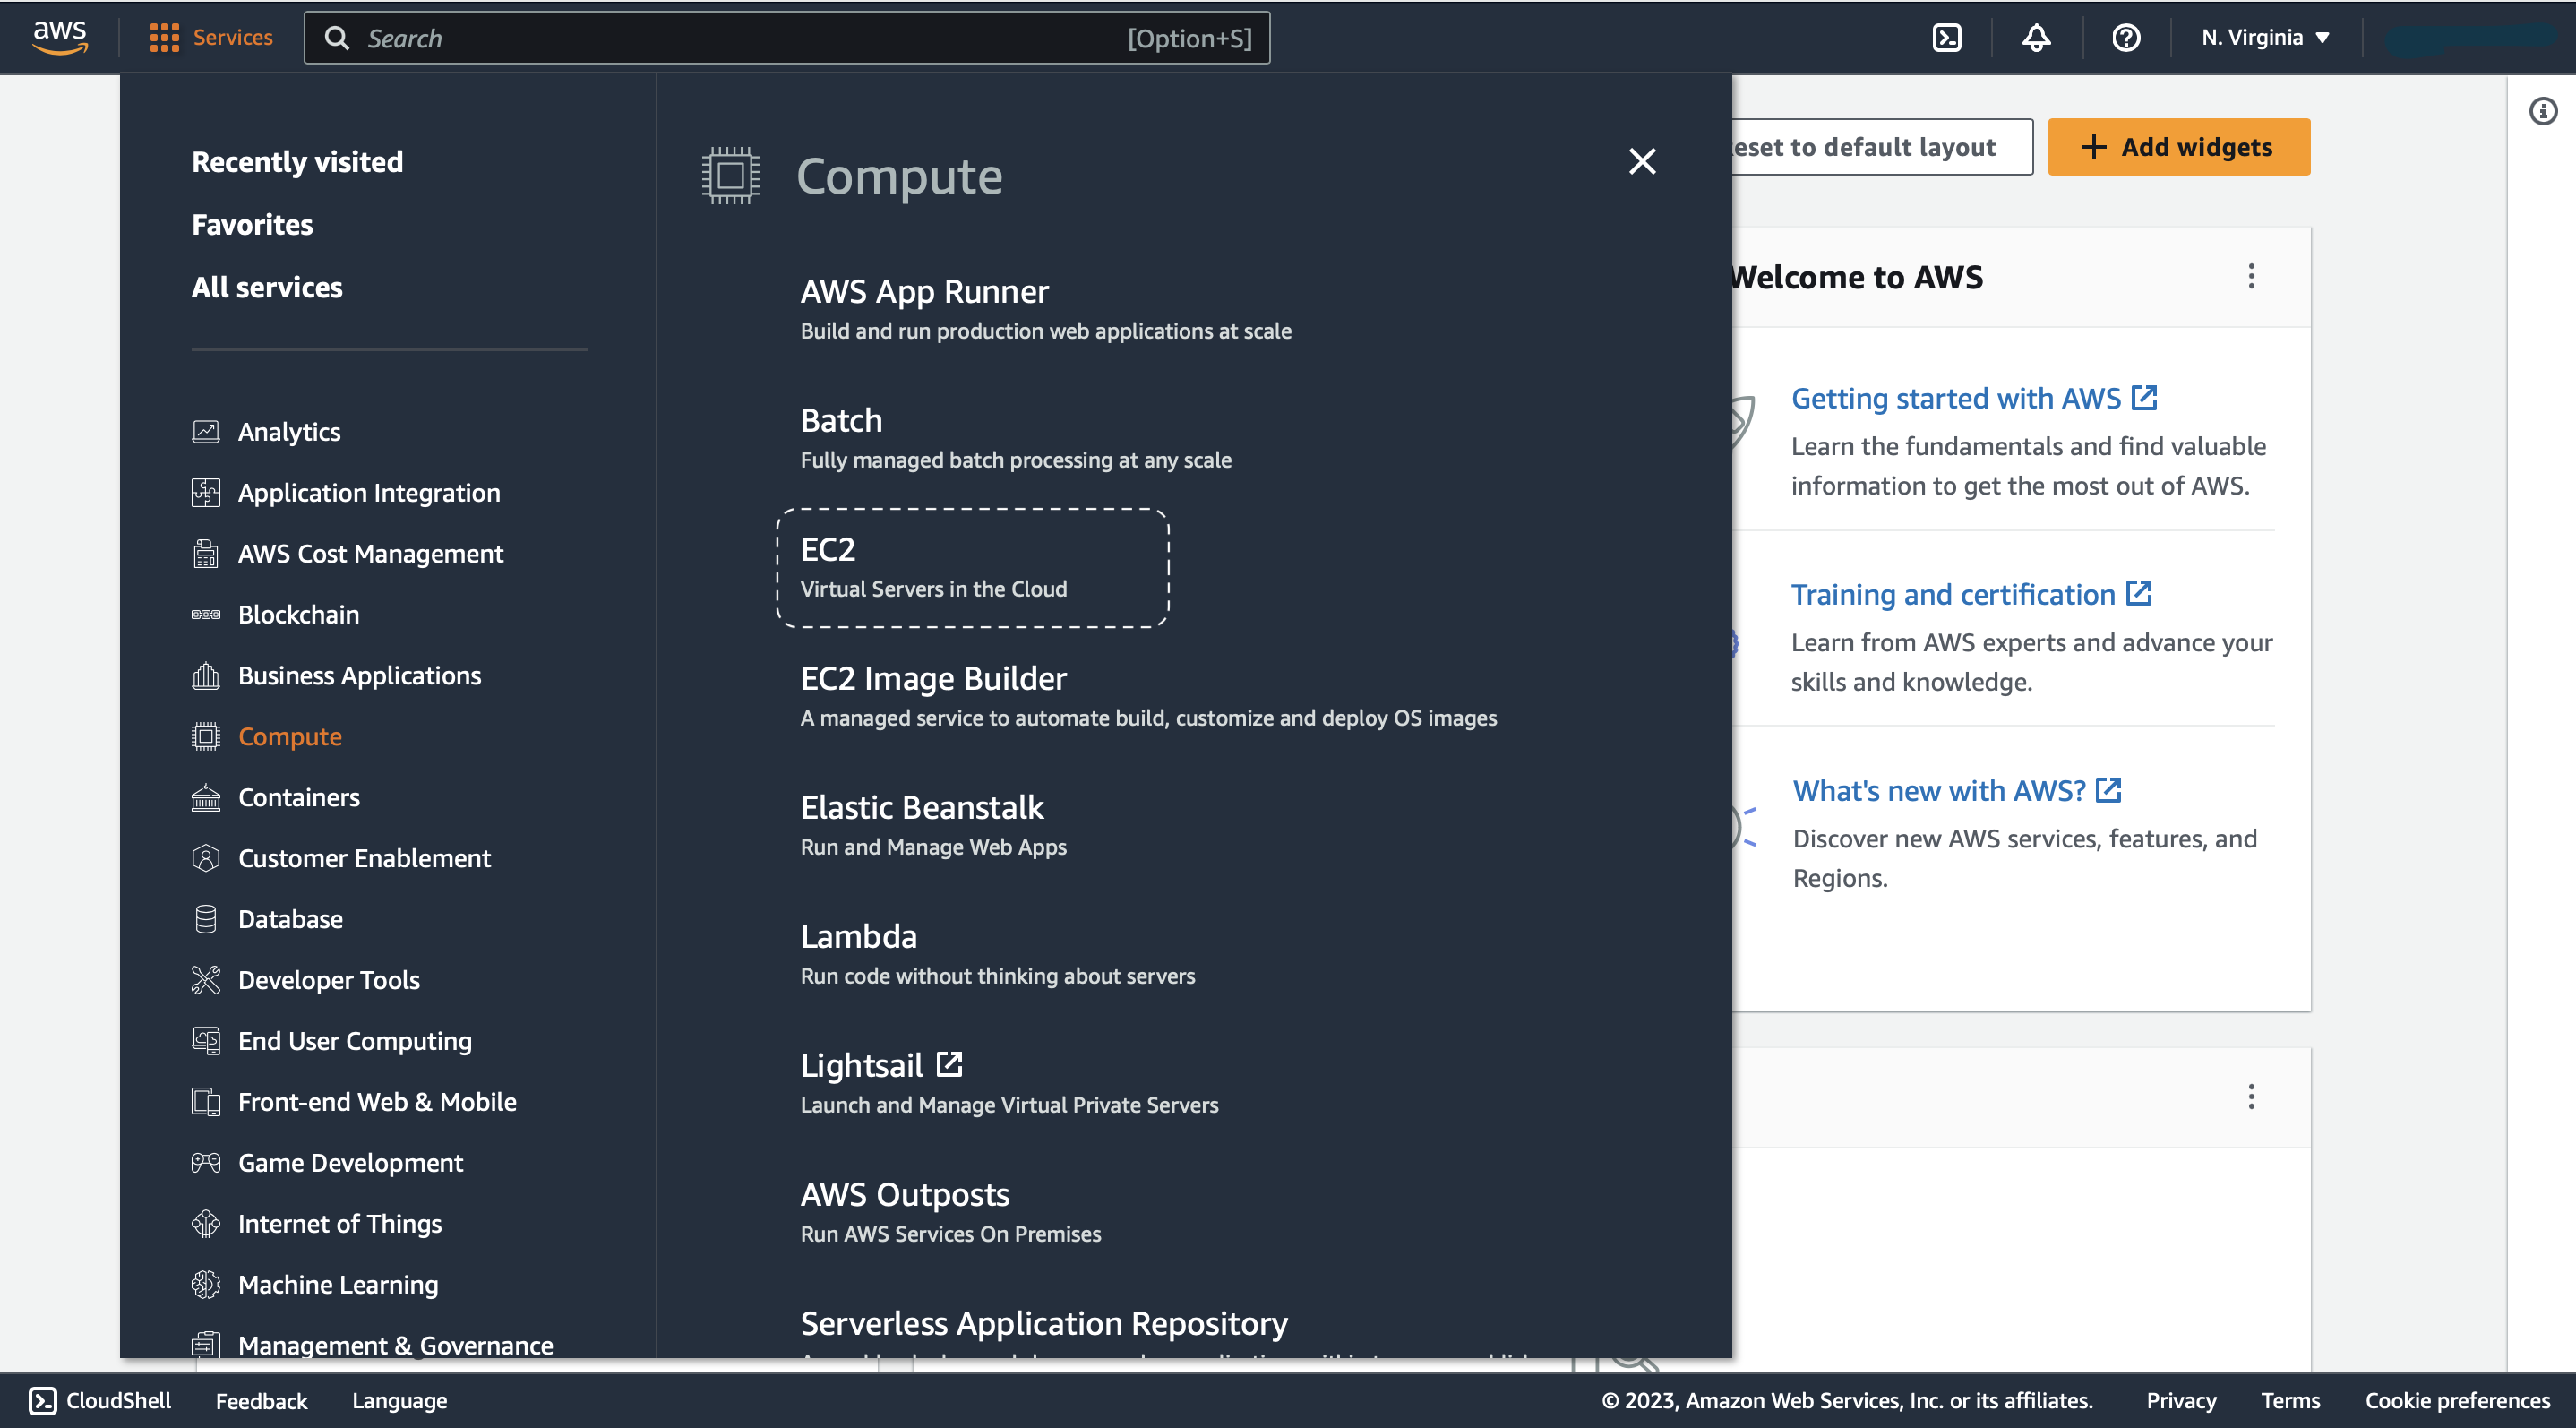 aws
Services
Search
[Option+S]
N. Virginia
Recently visited
Favorites
All services
Analytics
Application Integration
AWS Cost Management
Blockchain
Business Applications
Compute
Containers
Customer Enablement
Database
Developer Tools
End User Computing
Front-end Web & Mobile
Game Development
Internet of Things
Machine Learning
Management & Governance
Compute
AWS App Runner
Build and run production web applications at scale
Batch
Fully managed batch processing at any scale
EC2
Virtual Servers in the Cloud
EC2 Image Builder
A managed service to automate build, customize and deploy OS images
Elastic Beanstalk
Run and Manage Web Apps
Lambda
Run code without thinking about servers
Lightsail
Launch and Manage Virtual Private Servers
AWS Outposts
Run AWS Services On Premises
Serverless Application Repository
eset to default layout
+ Add widgets
Welcome to AWS
Getting started with AWS
Learn the fundamentals and find valuable
information to get the most out of AWS.
Training and certification
Learn from AWS experts and advance your
skills and knowledge.
What's new with AWS?
Discover new AWS services, features, and
Regions.
CloudShell
Feedback
Language
© 2023, Amazon Web Services, Inc. or its affiliates.
Privacy
Terms
Cookie preferences